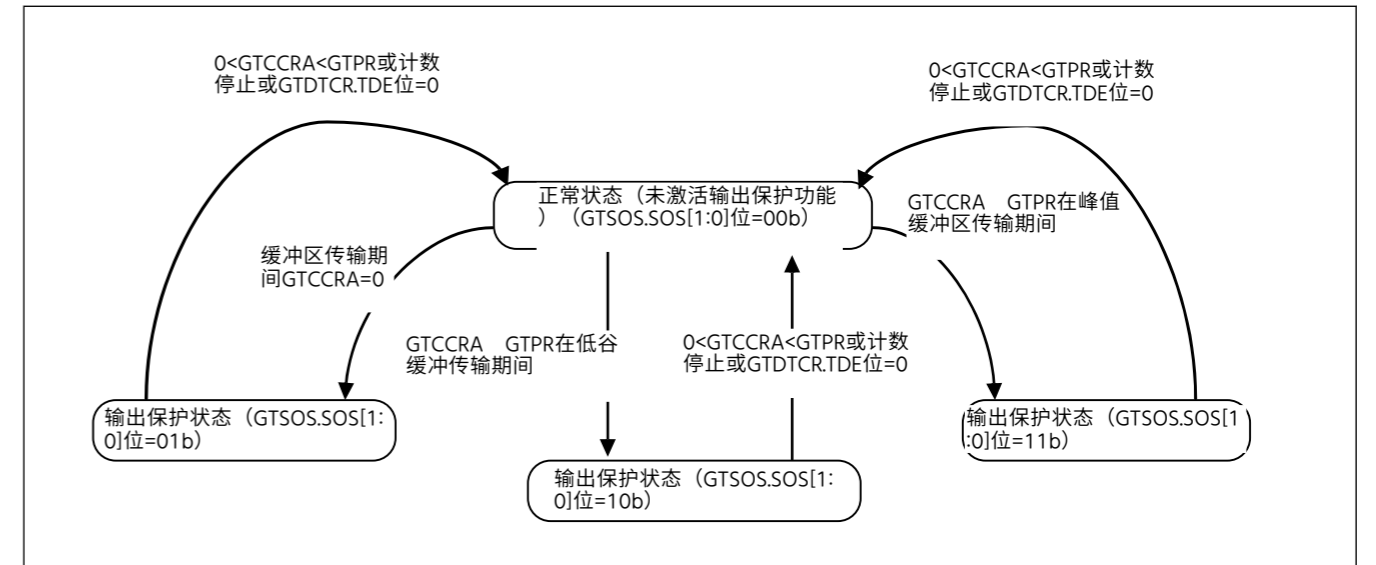 0<GTCCRA<GTPR或计数
停止或GTDTCR.TDE位=0
0<GTCCRA<GTPR或计数
停止或GTDTCR.TDE位=0
正常状态（未激活输出保护功能
）（GTSOS.SOS[1:0]位=00b）
GTCCRA GTPR在峰值
缓冲区传输期间
缓冲区传输期
间GTCCRA=0
GTCCRA GTPR在低谷
缓冲传输期间
0<GTCCRA<GTPR或计数
停止或GTDTCR.TDE位=0
输出保护状态（GTSOS.SOS[1:
0]位=01b）
输出保护状态（GTSOS.SOS[1
:0]位=11b）
输出保护状态（GTSOS.SOS[1:
0]位=10b）